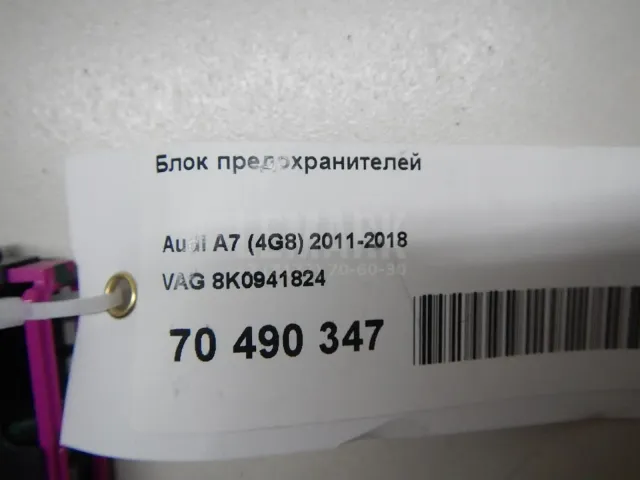 Блок предохранителей
Audi A7 (4G8) 2011-2018
VAG 8K0941824
70 490 347